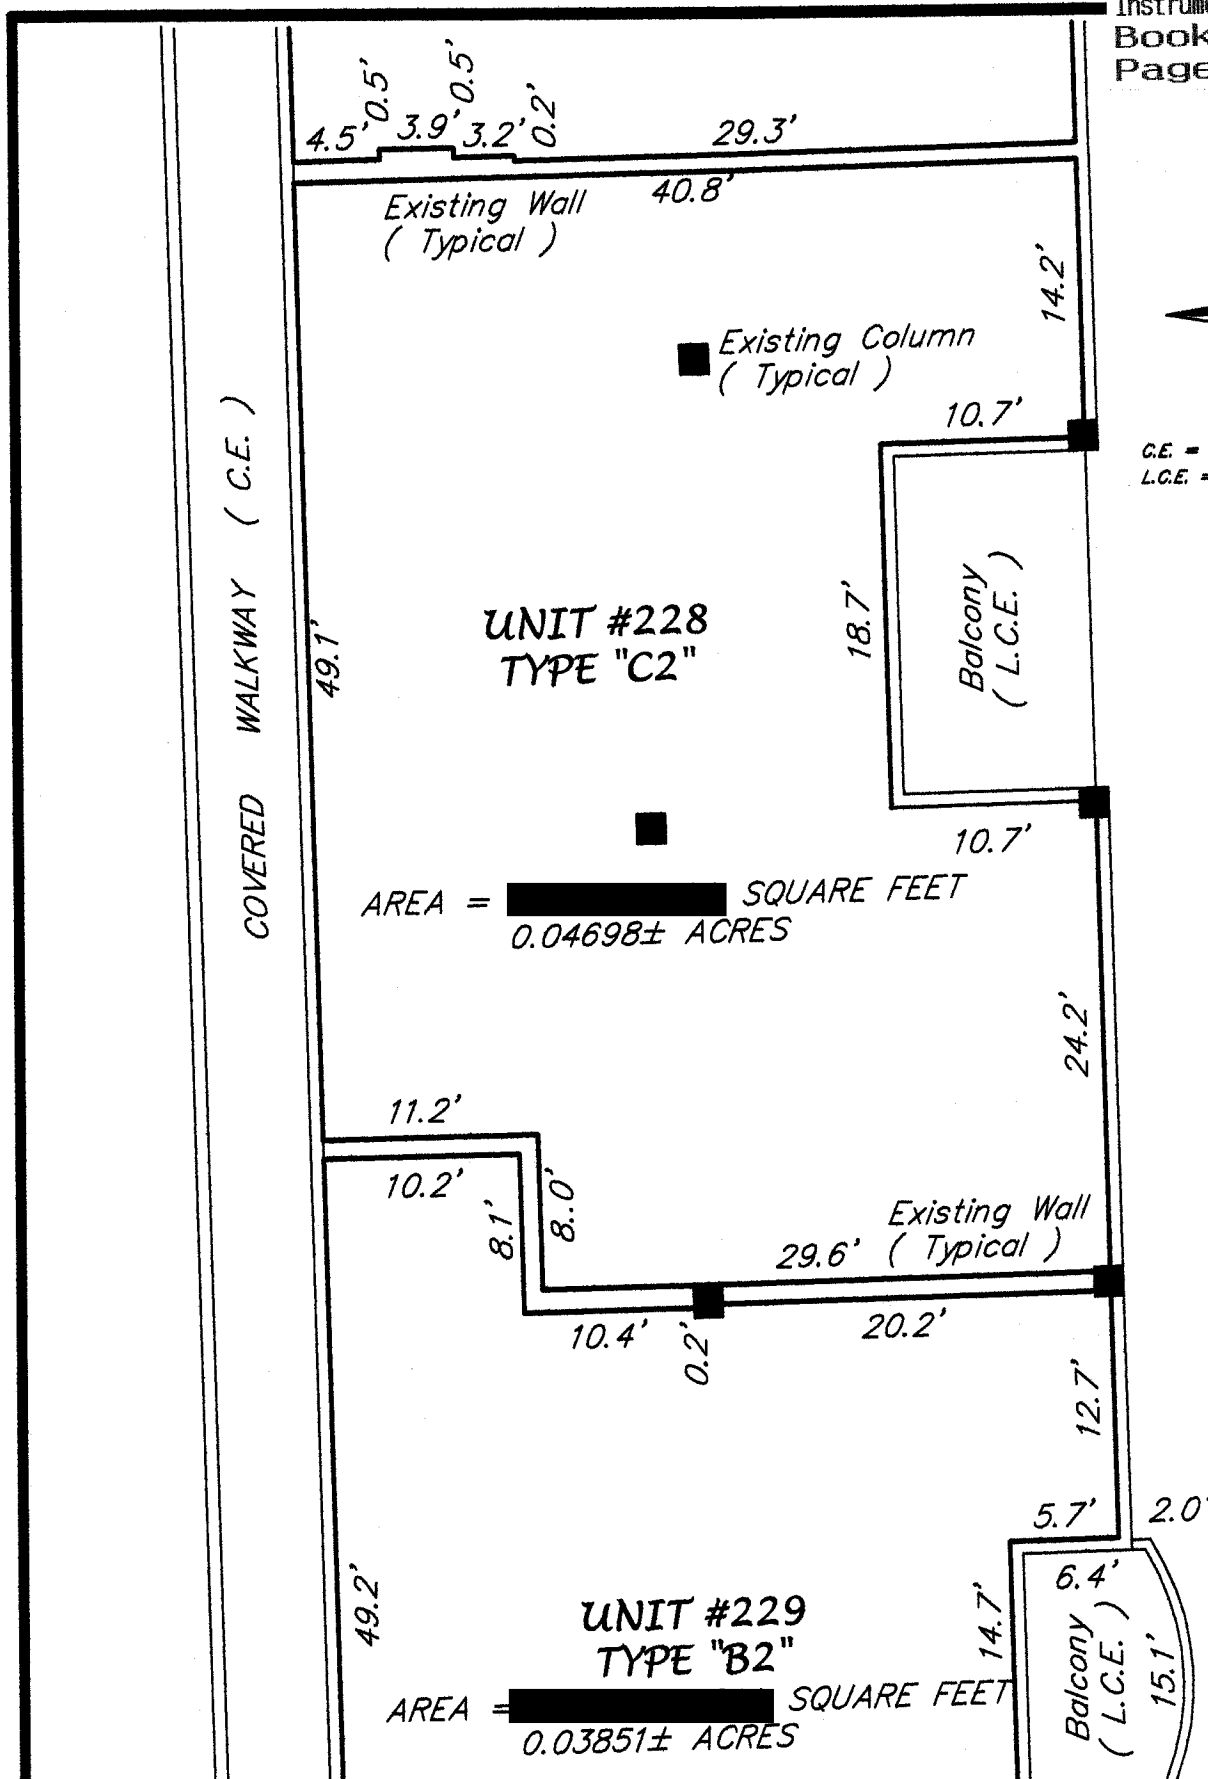 Book
Page
4.5' 0.5' 3.9' 0.5' 3.2' 0.2' 29.3'
Existing Wall
( Typical )
40.8'
14.2'
Existing Column
( Typical )
10.7'
C.E. =
L.C.E. =
COVERED WALKWAY ( C.E. )
49.1'
UNIT #228
TYPE "C2"
18.7'
Balcony
( L.C.E. )
10.7'
AREA = SQUARE FEET
0.04698± ACRES
24.2'
11.2'
10.2'
8.1'
8..0'
Existing Wall
( Typical )
29.6'
10.4'
0.2'
20.2'
12.7'
5.7'
2.0'
6.4'
49.2'
UNIT #229
TYPE "B2"
14.7'
Balcony
( L.C.E. )
15.1'
AREA = SQUARE FEET
0.03851± ACRES